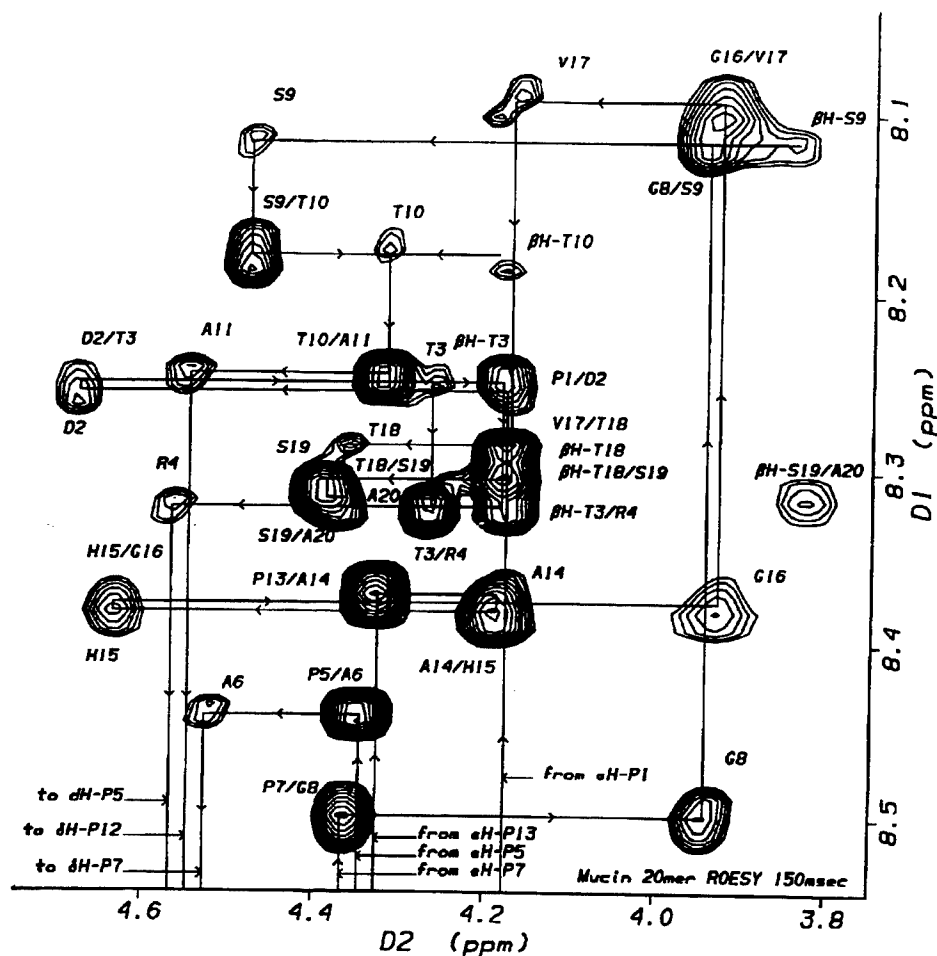 V17
G16/V17
S9
8.1
βH-S9
G8/S9
S9/T10
T10
βH-T10
8.2
D2/T3
A11
T10/A11
T3
βH-T3
P1/D2
D2
V17/T18
T18
βH-T18
S19
T18/S19
βH-T18/S19
R4
A20
8.3
βH-S19/A20
βH-T3/R4
S19/A20
T3/R4
H15/G16
P13/A14
A14
G16
H15
A14/H15
8.4
A6
P5/A6
P7/G8
from αH-P1
G8
to dH-P5
8.5
to δH-P12
from αH-P13
from αH-P5
to δH-P7
from αH-P7
Mucin 20mer ROESY 150msec
4.6
4.4
4.2
4.0
3.8
D2 (ppm)
D1 (ppm)